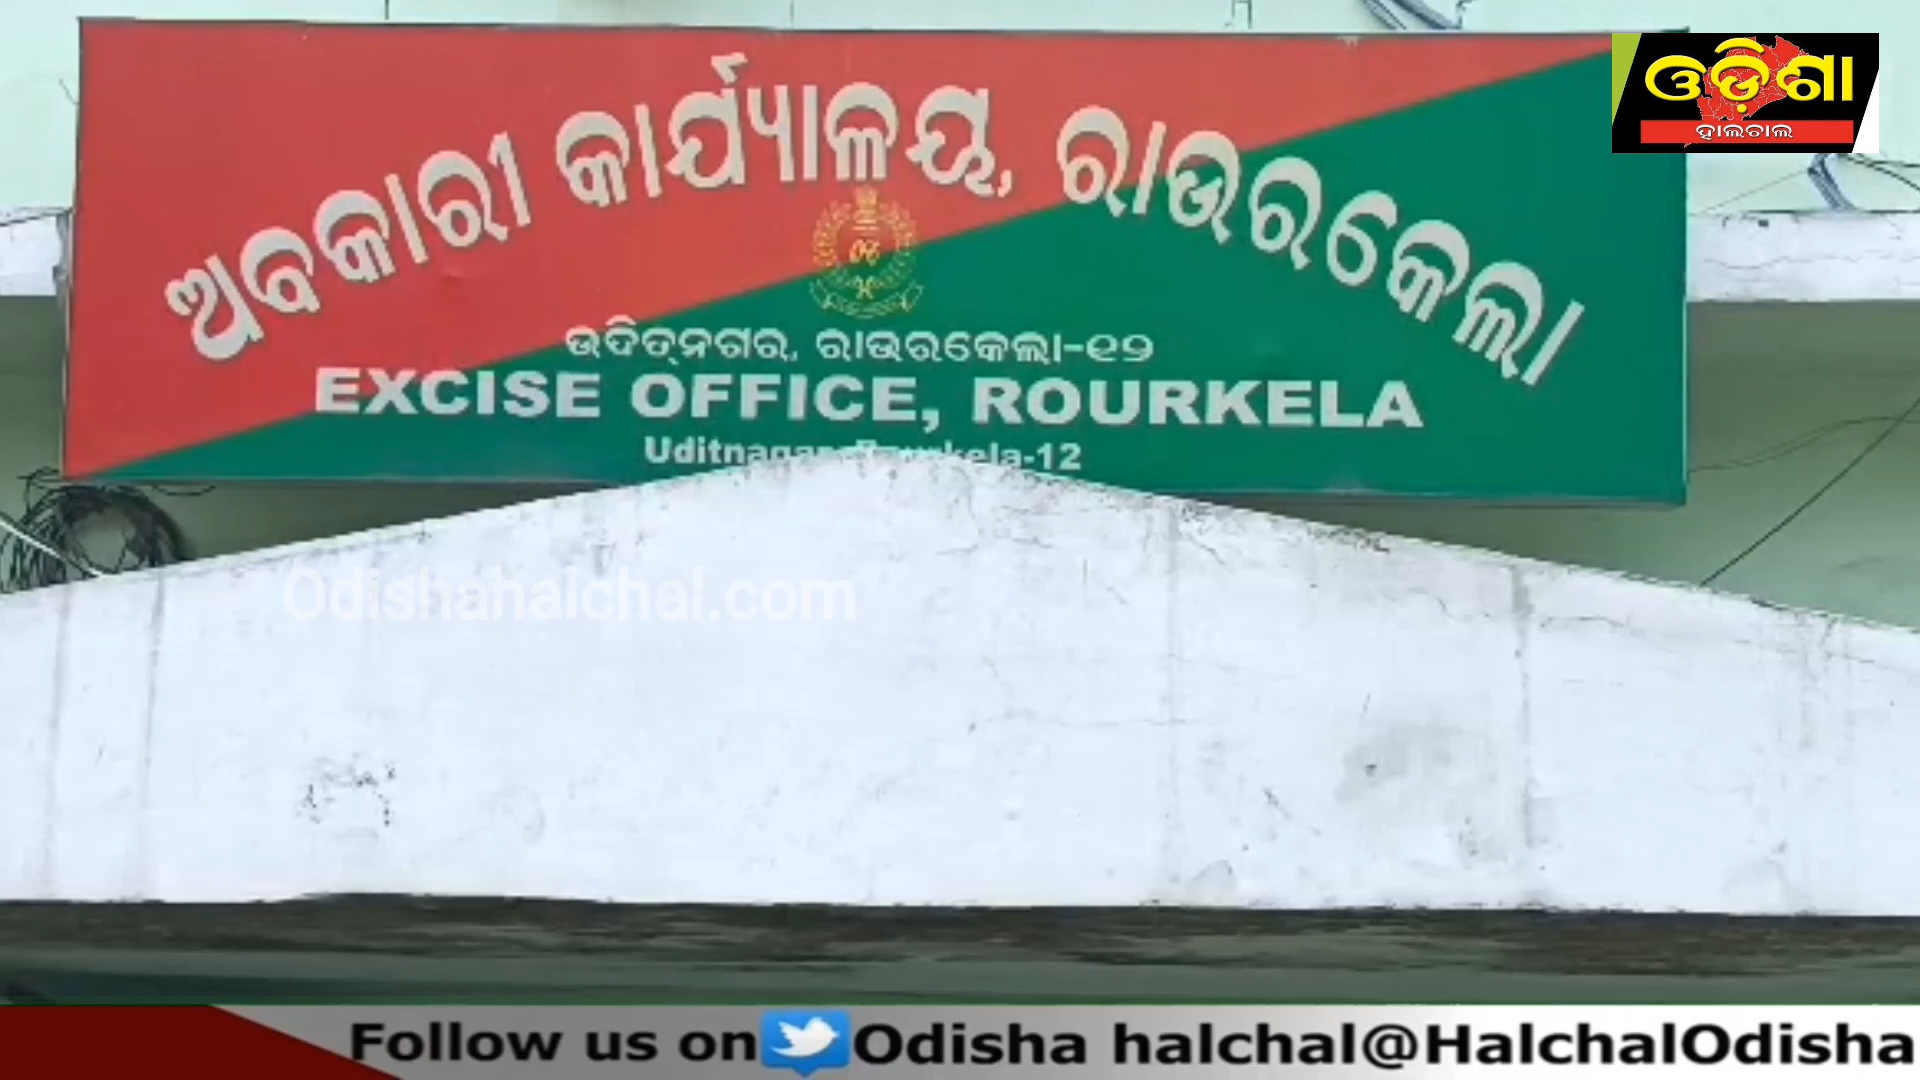 ଓଡ଼ିଶା
ହାଲଚାଲ
ଅବକାରୀ କାର୍ଯ୍ୟାଳୟ, ରାଉରକେଲା
ଉଦିତ୍‌ନଗର, ରାଉରକେଲା-୧୨
EXCISE OFFICE, ROURKELA
Uditnagar, Rourkela-12
Odishahalchal.com
Follow us on Odisha halchal@HalchalOdisha